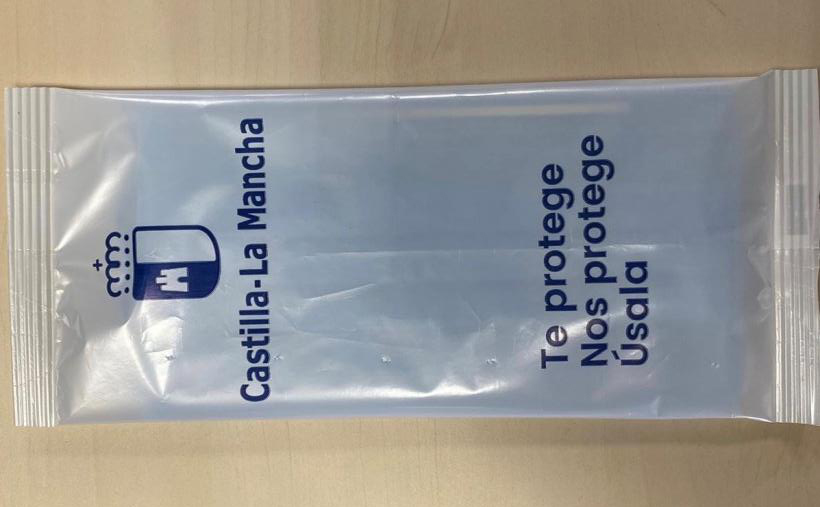 Castilla-La Mancha
Te protege
Nos protege
Úsala